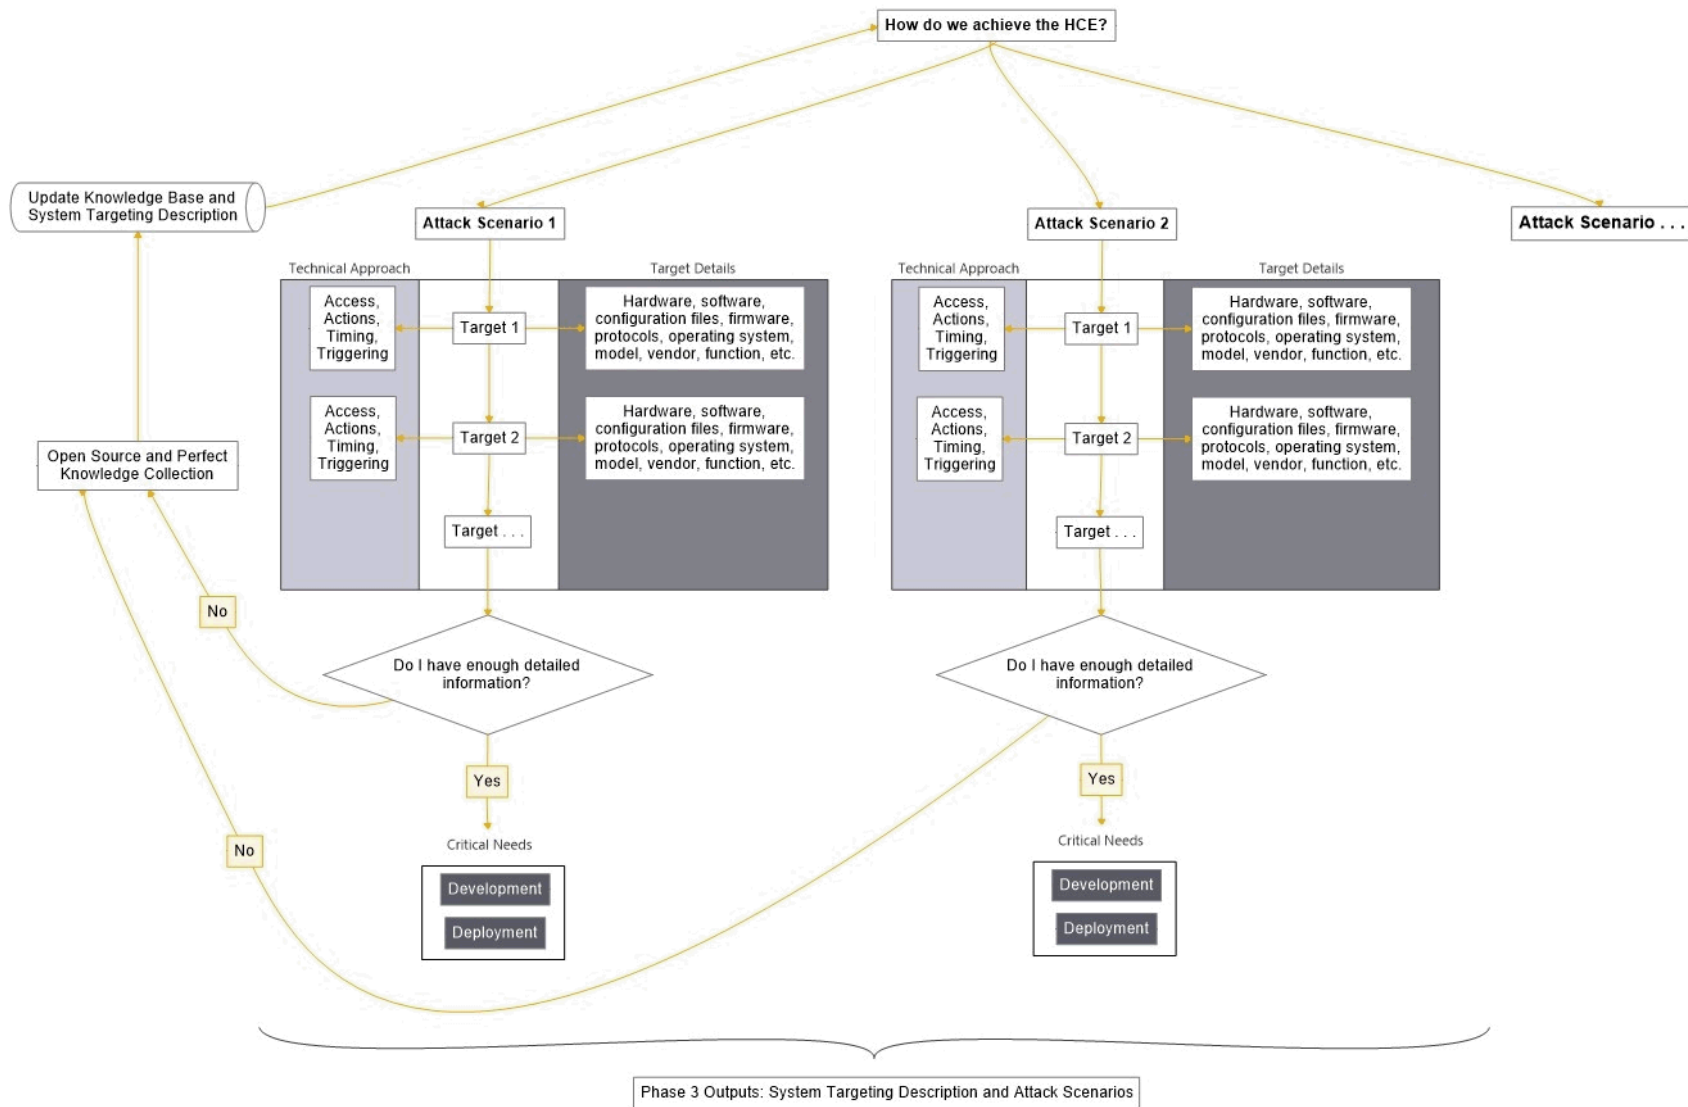 How do we achieve the HCE?
Update Knowledge Base and
System Targeting Description
Attack Scenario 1
Attack Scenario 2
Attack Scenario . . .
Technical Approach
Target Details
Access,
Actions,
Timing,
Triggering
Target 1
Hardware, software,
configuration files, firmware,
protocols, operating system,
model, vendor, function, etc.
Access,
Actions,
Timing,
Triggering
Target 2
Hardware, software,
configuration files, firmware,
protocols, operating system,
model, vendor, function, etc.
Target . . .
Technical Approach
Target Details
Access,
Actions,
Timing,
Triggering
Target 1
Hardware, software,
configuration files, firmware,
protocols, operating system,
model, vendor, function, etc.
Access,
Actions,
Timing,
Triggering
Target 2
Hardware, software,
configuration files, firmware,
protocols, operating system,
model, vendor, function, etc.
Target . . .
Open Source and Perfect
Knowledge Collection
No
Do I have enough detailed
information?
Do I have enough detailed
information?
Yes
Yes
No
Critical Needs
Development
Deployment
Critical Needs
Development
Deployment
Phase 3 Outputs: System Targeting Description and Attack Scenarios